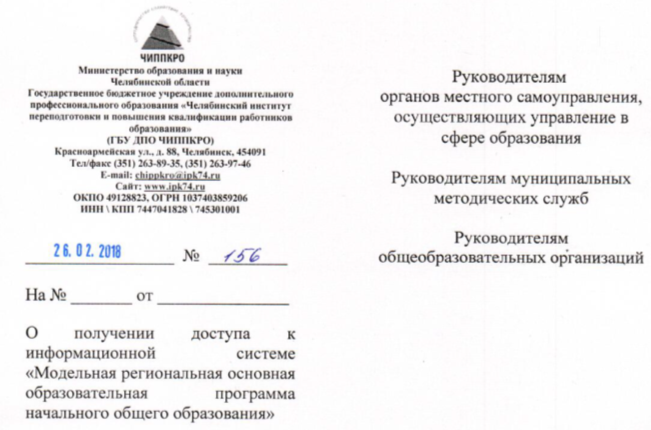 ЧИППКРО
Министерство образования и науки
Челябинской области
Государственное бюджетное учреждение дополнительного
профессионального образования «Челябинский институт
переподготовки и повышения квалификации работников
образования»
(ГБУ ДПО ЧИППКРО)
Красноармейская ул., д. 88, Челябинск, 454091
Тел/факс (351) 263-89-35, (351) 263-97-46
E-mail: chippkro@ipk74.ru
Сайт: www.ipk74.ru
ОКПО 49128823, ОГРН 1037403859206
ИНН \ КПП 7447041828 \ 745301001
26. 02. 2018 № 156
На № от
О получении доступа к
информационной системе
«Модельная региональная основная
образовательная программа
начального общего образования»
Руководителям
органов местного самоуправления,
осуществляющих управление в
сфере образования
Руководителям муниципальных
методических служб
Руководителям
общеобразовательных организаций